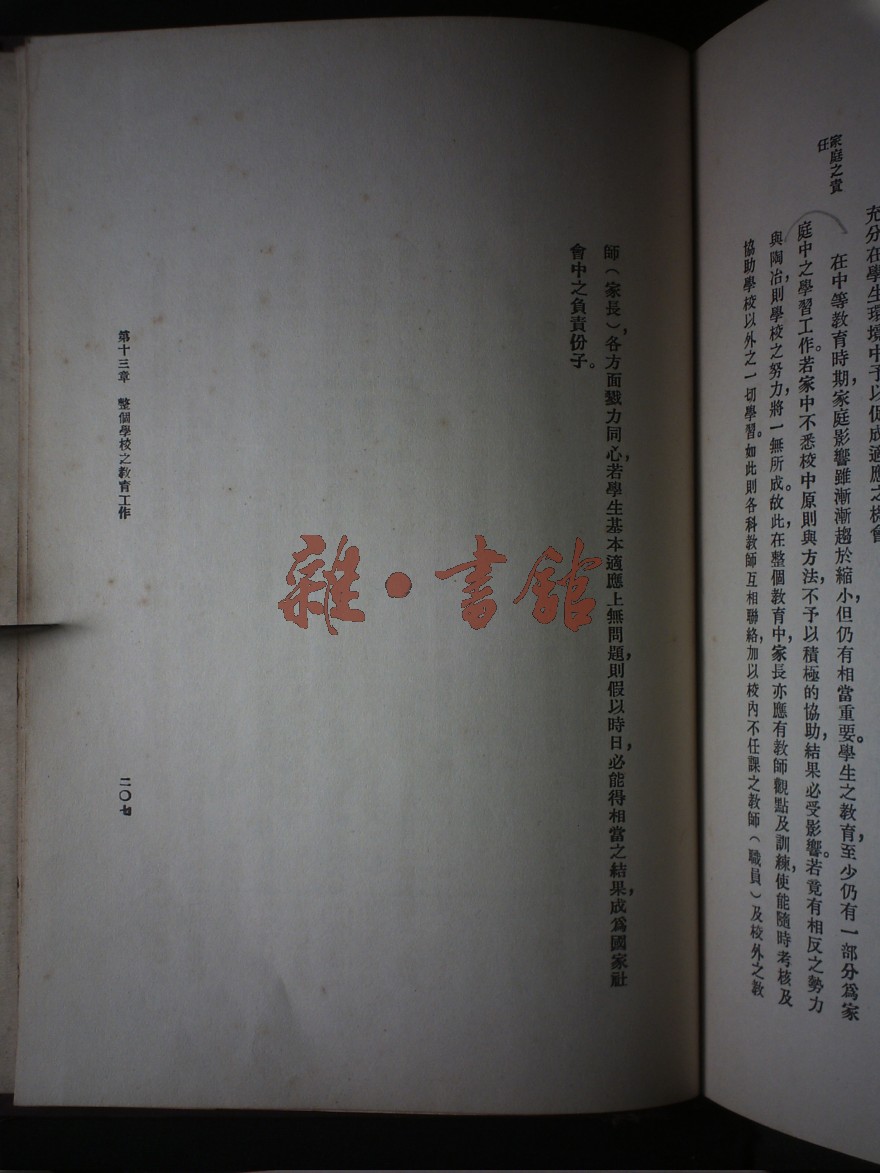 充分在學生環境中予以促成適應之機會
家庭之責
任
在中等教育時期,家庭影響雖漸漸趨於縮小,但仍有相當重要。學生之教育,至少仍有一部分爲家
庭中之學習工作。若家中不悉校中原則與方法,不予以積極的協助,結果必受影響。若竟有相反之勢力
與陶冶,則學校之努力,將一無所成。故此,在整個教育中,家長亦應有教師觀點及訓練,使能隨時考核及
協助學校以外之一切學習。如此則各科教師互相聯絡,加以校內不任課之教師(職員)及校外之教
師(家長),各方面戮力同心,若學生基本適應上無問題,則假以時日,必能得相當之結果,成爲國家社
會中之負責份子。
第十三章 整個學校之教育工作
二〇七
雜·書館